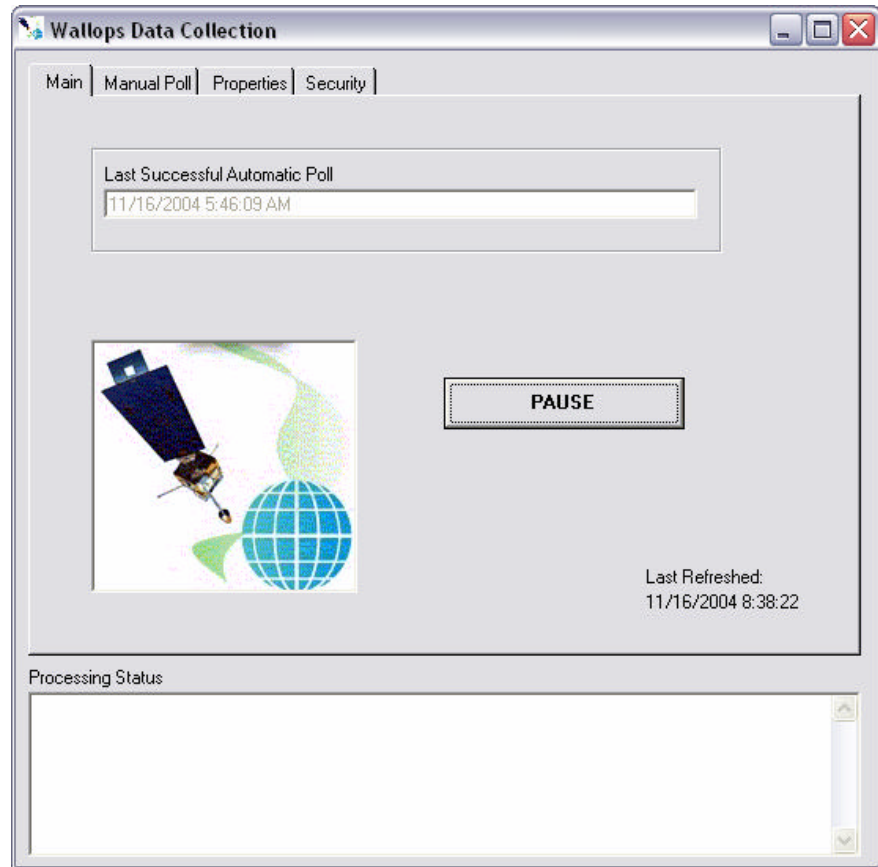 Wallops Data Collection
Main Manual Poll Properties Security
Last Successful Automatic Poll
11/16/2004 5:46:09 AM
PAUSE
Last Refreshed:
11/16/2004 8:38:22
Processing Status